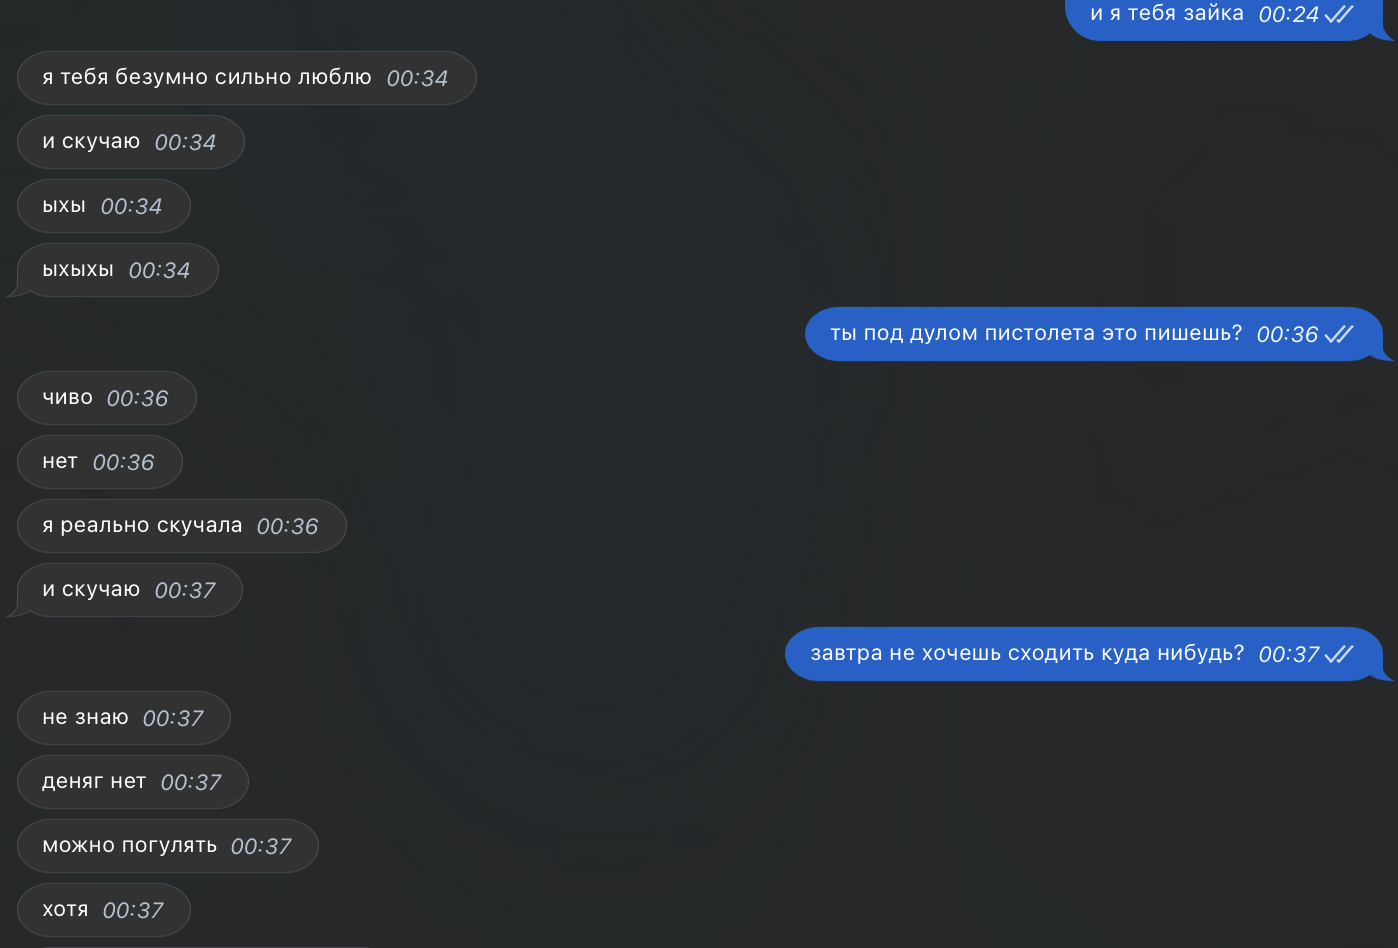 и я тебя зайка 00:24
я тебя безумно сильно люблю 00:34
и скучаю 00:34
ыхы 00:34
ыхыхы 00:34
ты под дулом пистолета это пишешь? 00:36
чиво 00:36
нет 00:36
я реально скучала 00:36
и скучаю 00:37
завтра не хочешь сходить куда нибудь? 00:37
не знаю 00:37
деняг нет 00:37
можно погулять 00:37
хотя 00:37